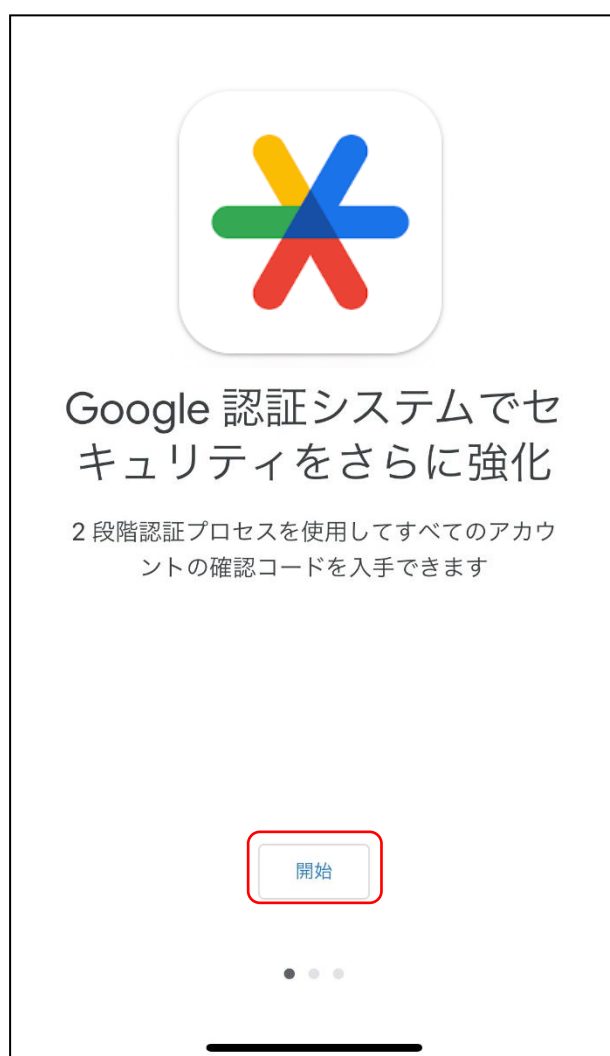 Google 認証システムでセ
キュリティをさらに強化
2 段階認証プロセスを使用してすべてのアカウ
ントの確認コードを入手できます
開始